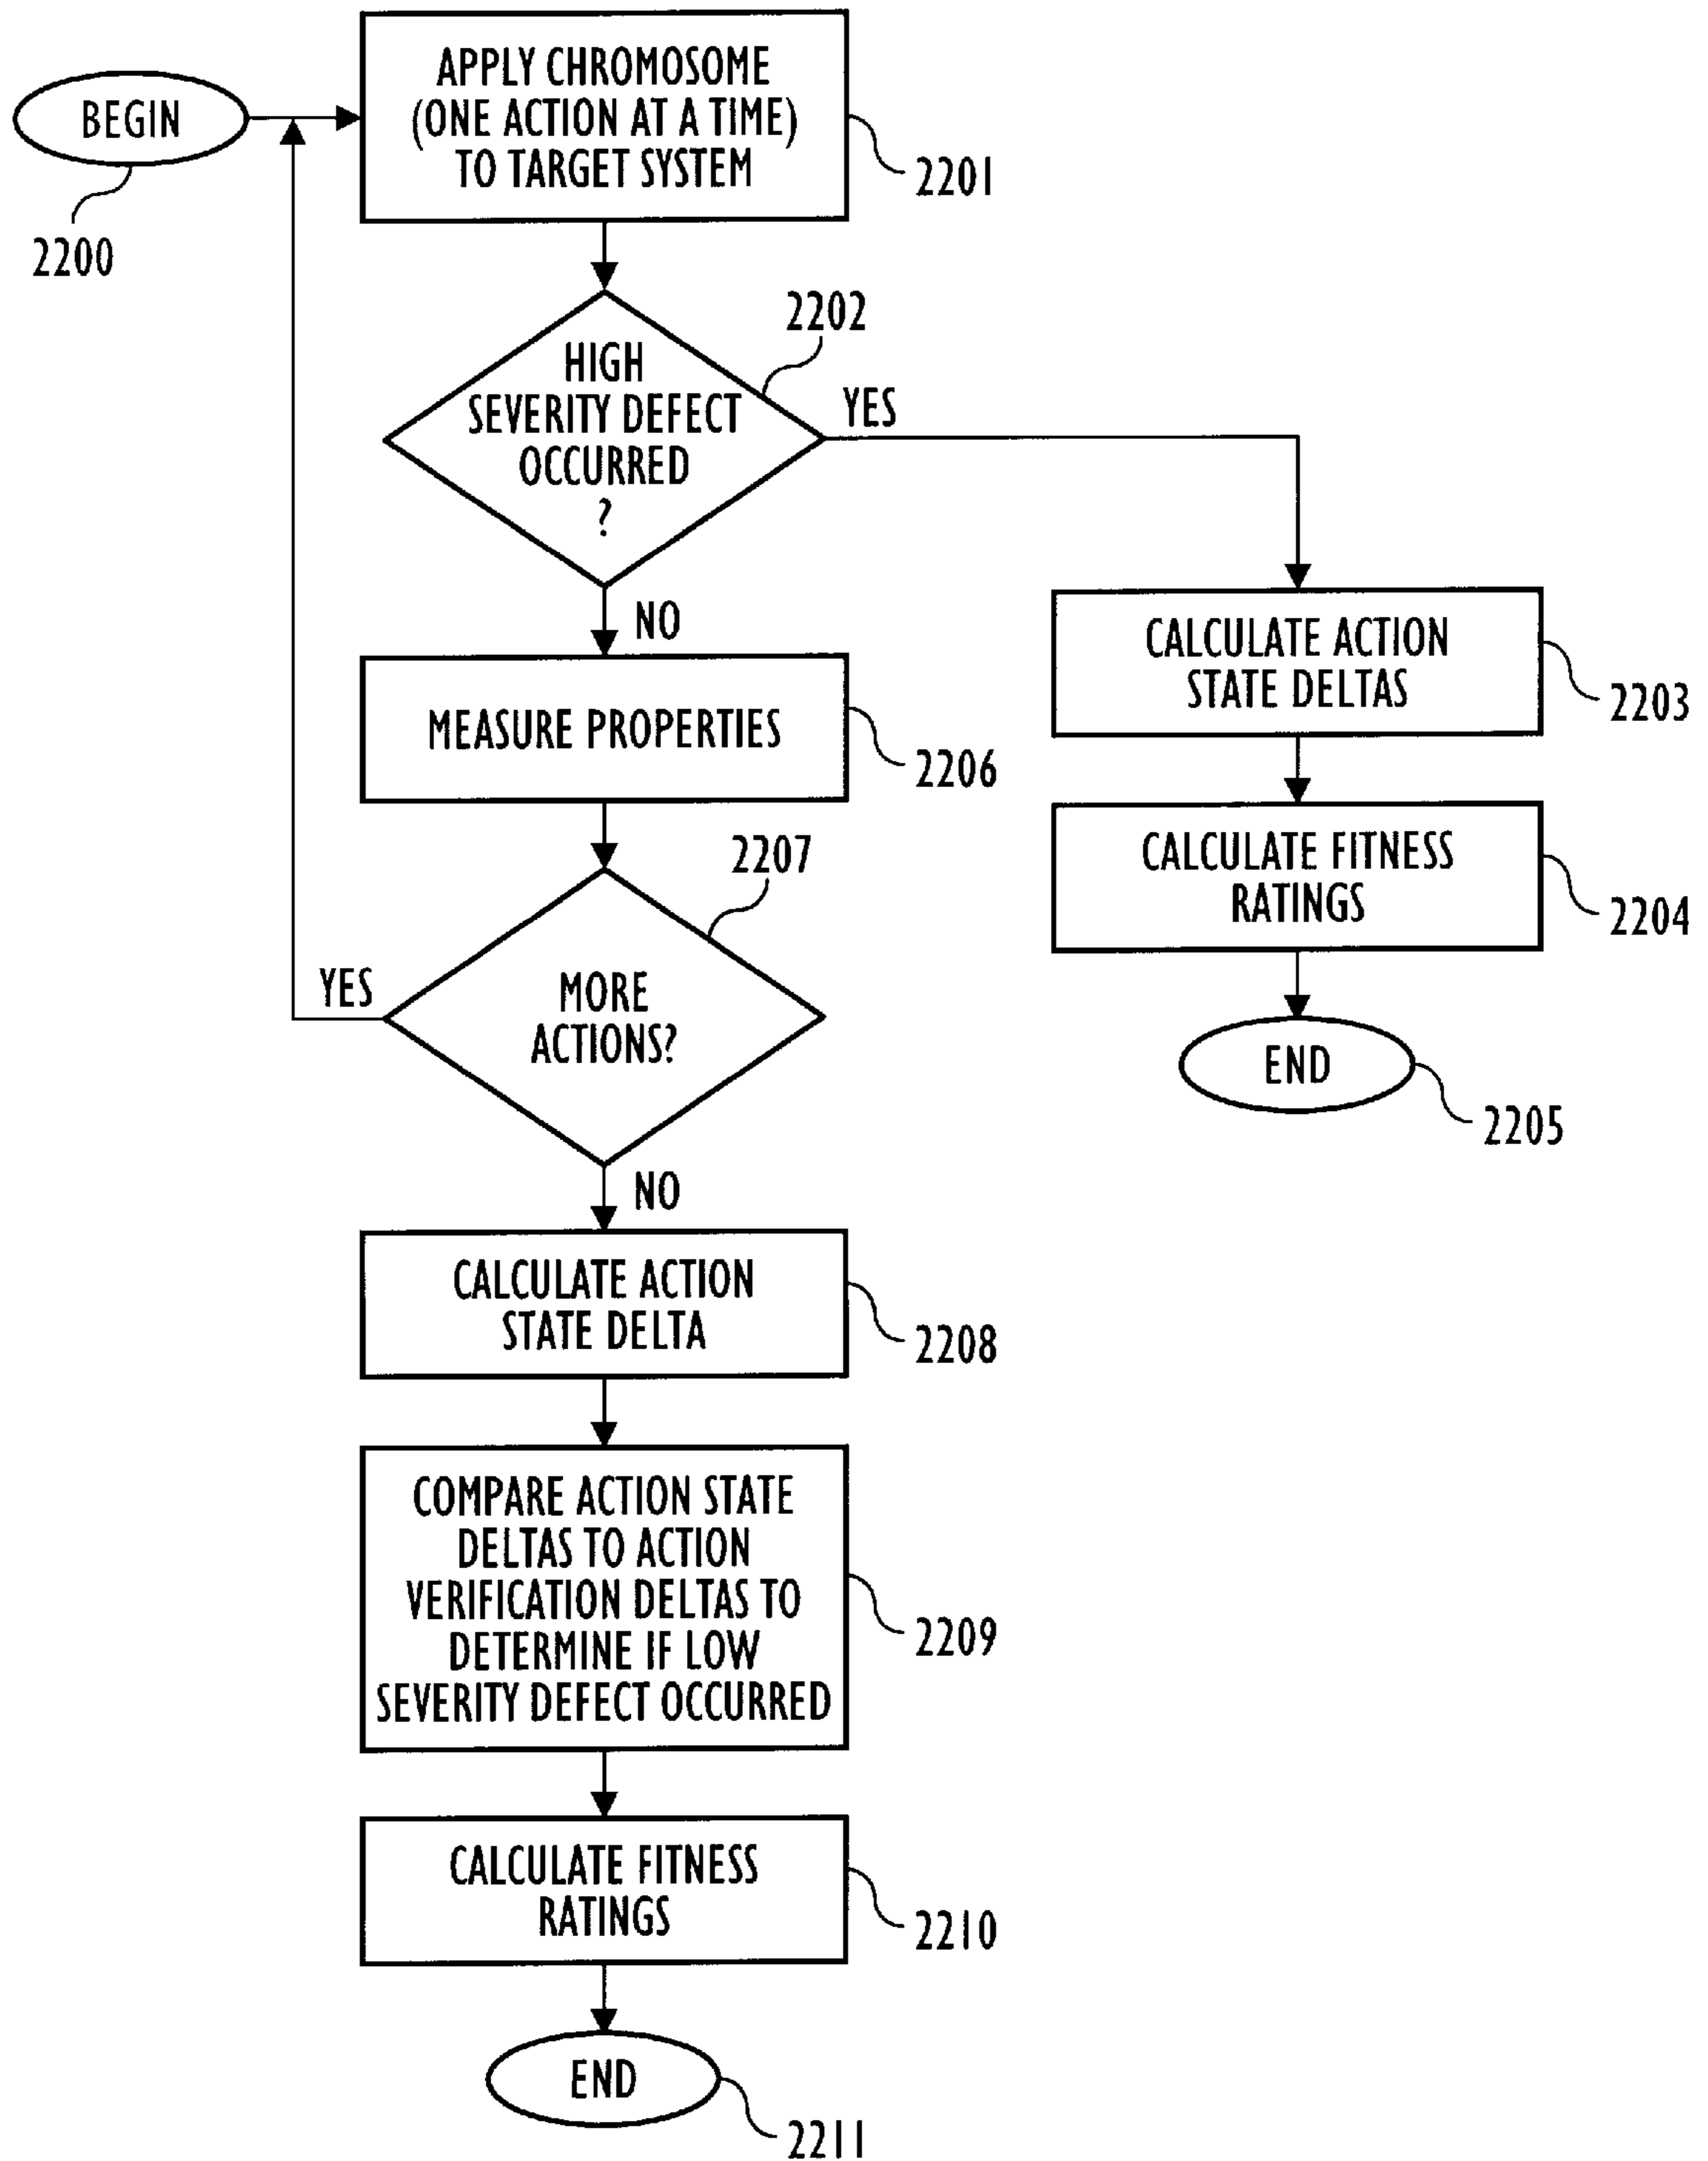 BEGIN
2200
APPLY CHROMOSOME
(ONE ACTION AT A TIME)
TO TARGET SYSTEM
2201
HIGH
SEVERITY DEFECT
OCCURRED
?
2202
YES
NO
CALCULATE ACTION
STATE DELTAS
2203
CALCULATE FITNESS
RATINGS
2204
END
2205
MEASURE PROPERTIES
2206
MORE
ACTIONS?
2207
YES
NO
CALCULATE ACTION
STATE DELTA
2208
COMPARE ACTION STATE
DELTAS TO ACTION
VERIFICATION DELTAS TO
DETERMINE IF LOW
SEVERITY DEFECT OCCURRED
2209
CALCULATE FITNESS
RATINGS
2210
END
2211